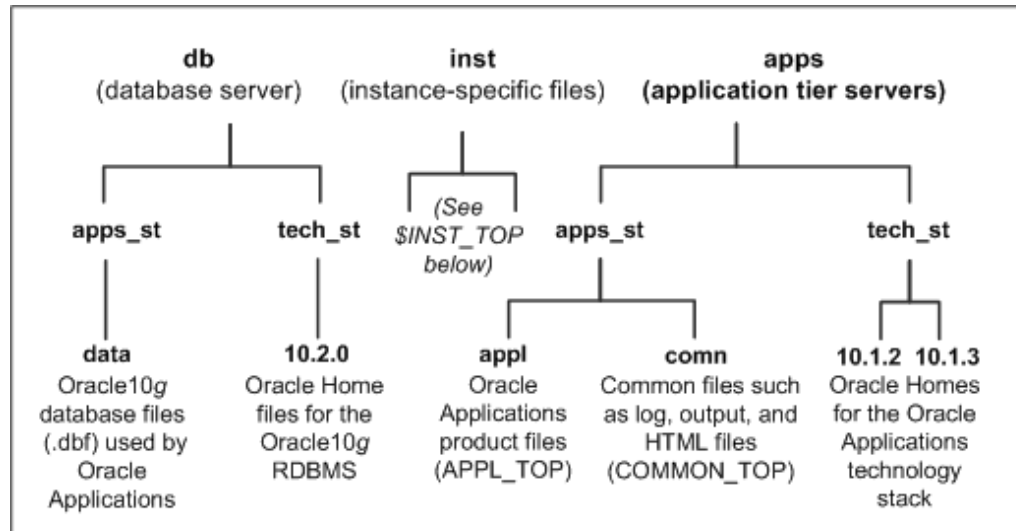 db
(database server)
inst
(instance-specific files)
apps
(application tier servers)
apps_st
tech_st
(See
$INST_TOP
below)
apps_st
tech_st
data
Oracle10g
database files
(.dbf) used by
Oracle
Applications
10.2.0
Oracle Home
files for the
Oracle10g
RDBMS
appl
Oracle
Applications
product files
(APPL_TOP)
comn
Common files such
as log, output, and
HTML files
(COMMON_TOP)
10.1.2 10.1.3
Oracle Homes
for the Oracle
Applications
technology
stack